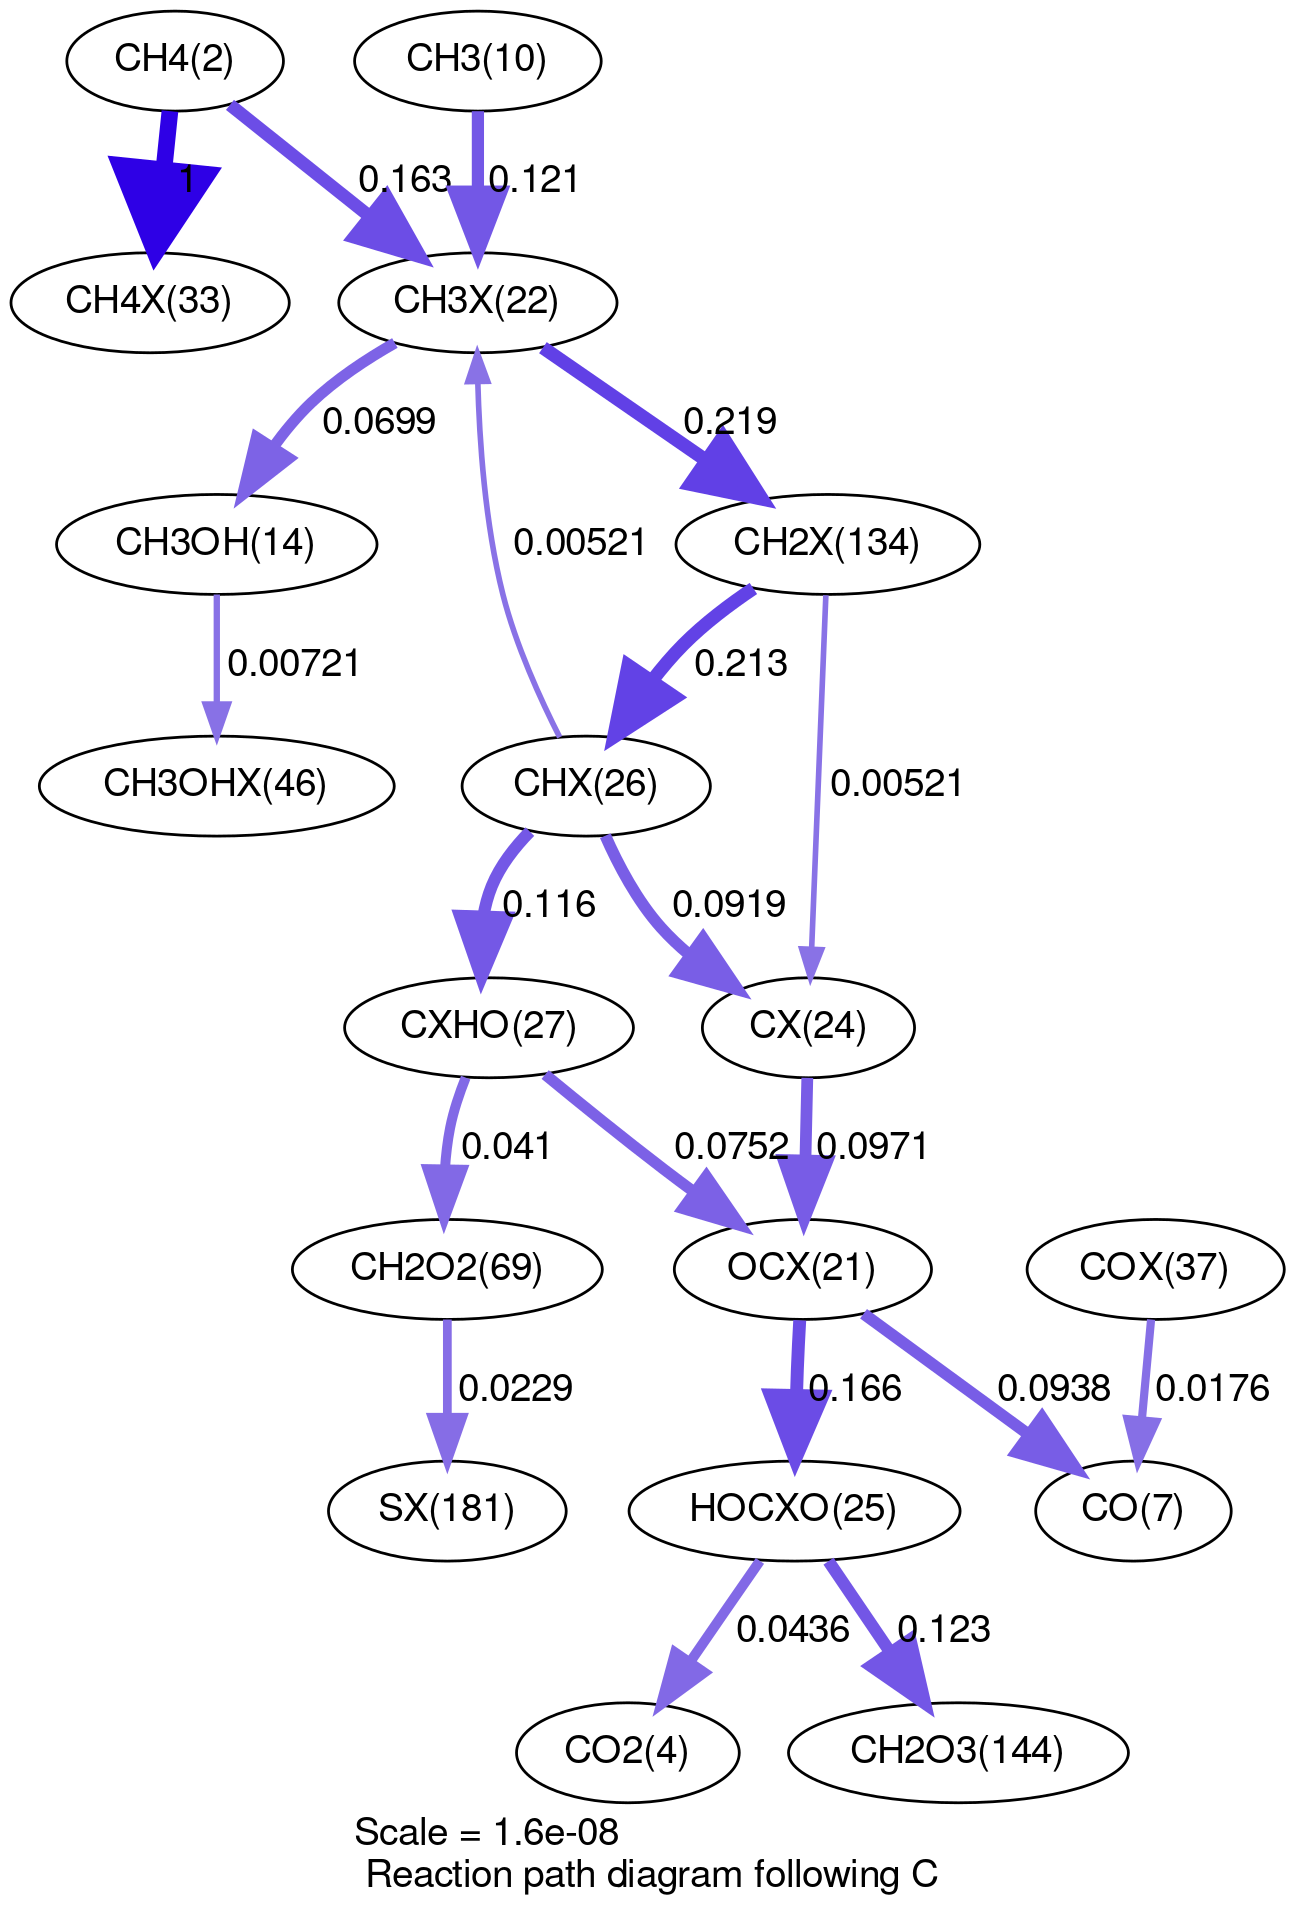 CH4(2)
CH3(10)
1
0.163
0.121
CH4X(33)
CH3X(22)
0.0699
0.219
CH3OH(14)
0.00521
CH2X(134)
0.00721
0.213
CH3OHX(46)
CHX(26)
0.00521
0.116
0.0919
CXHO(27)
CX(24)
0.041
0.0752
0.0971
CH2O2(69)
OCX(21)
COX(37)
0.0229
0.166
0.0938
0.0176
SX(181)
HOCXO(25)
CO(7)
0.0436
0.123
CO2(4)
CH2O3(144)
Scale = 1.6e-08
Reaction path diagram following C